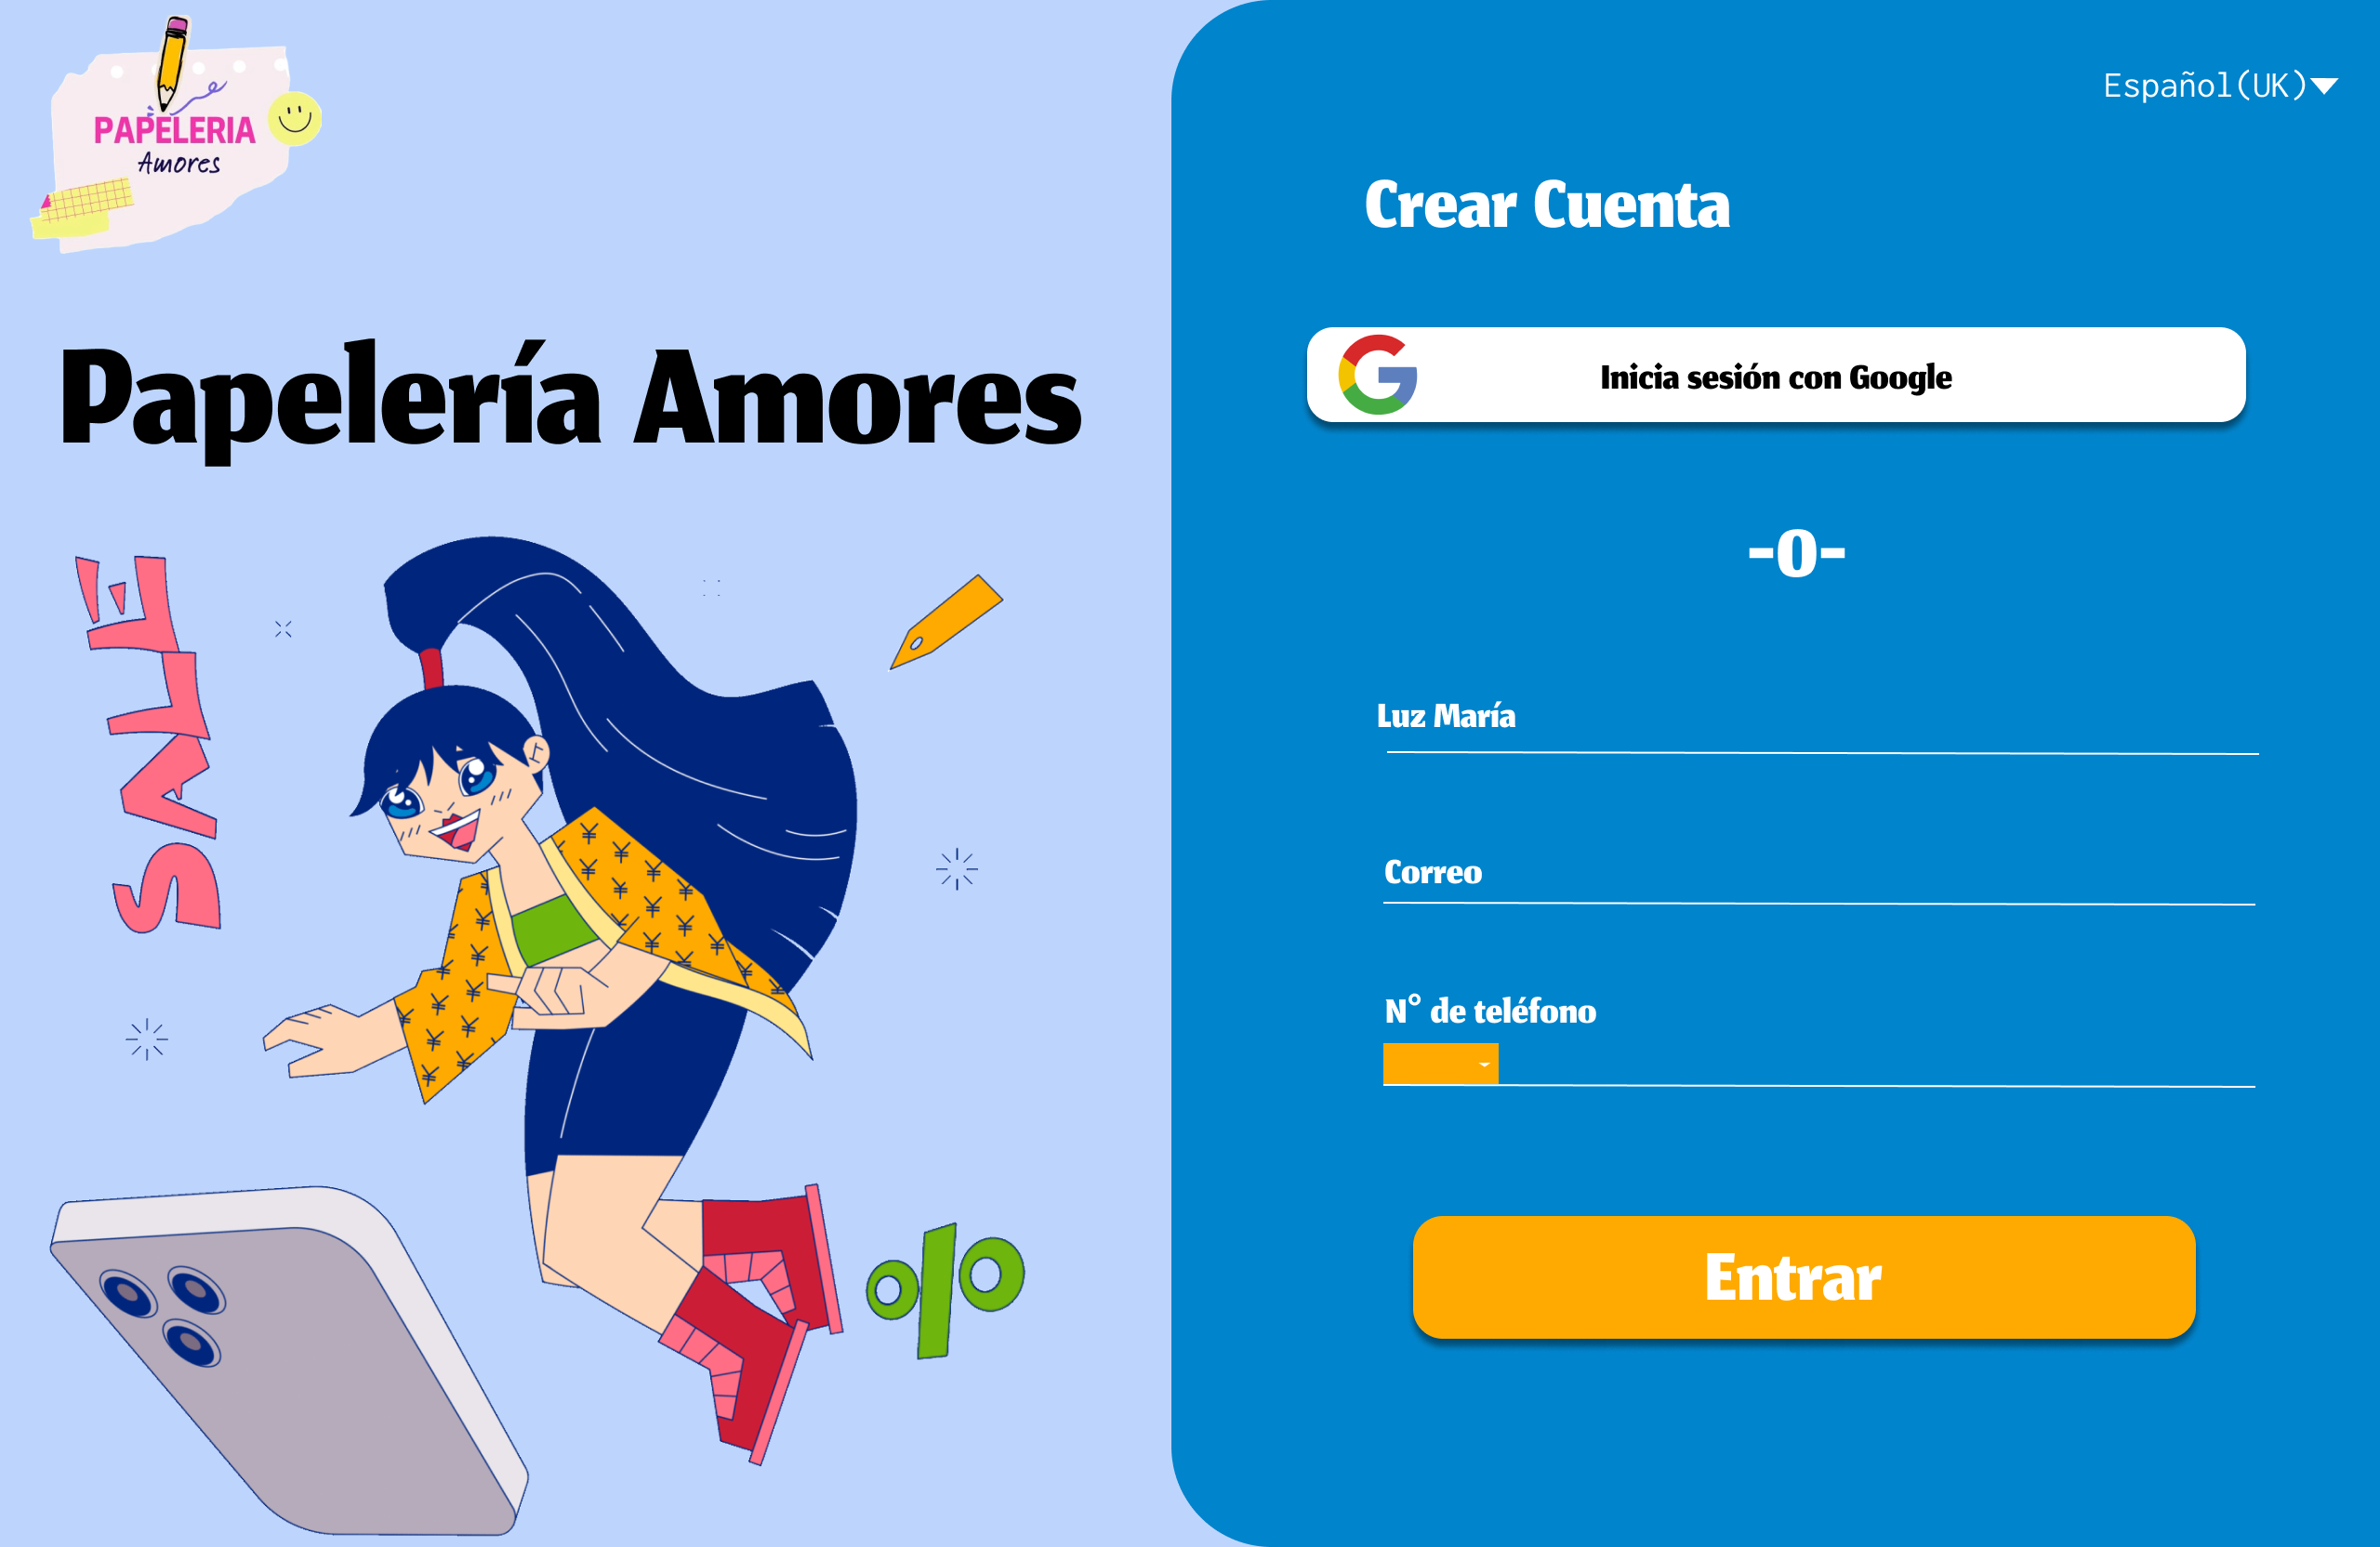 PAPELERIA
Amores
Papelería Amores
SALE
%
Español(UK)
Crear Cuenta
Inicia sesión con Google
-O-
Luz María
Correo
N° de teléfono
Entrar